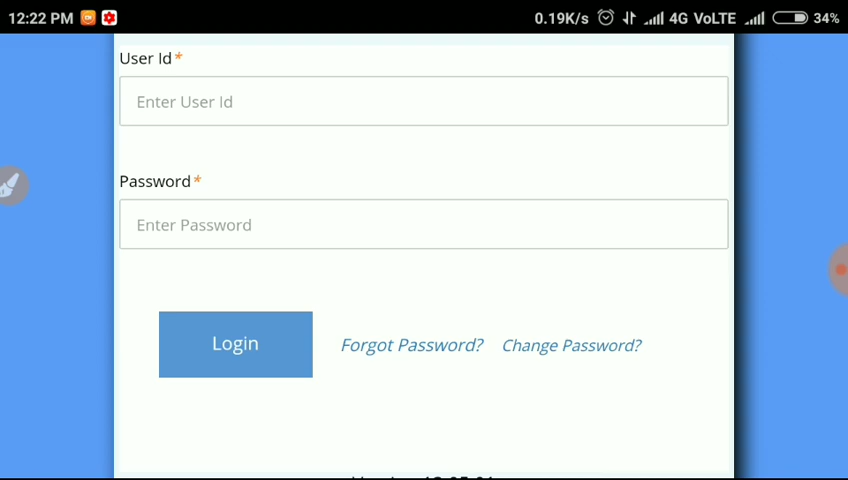 12:22 PM 0.19K/s 4G VoLTE 34%
User Id*
Enter User Id
Password*
Enter Password
Login Forgot Password? Change Password?